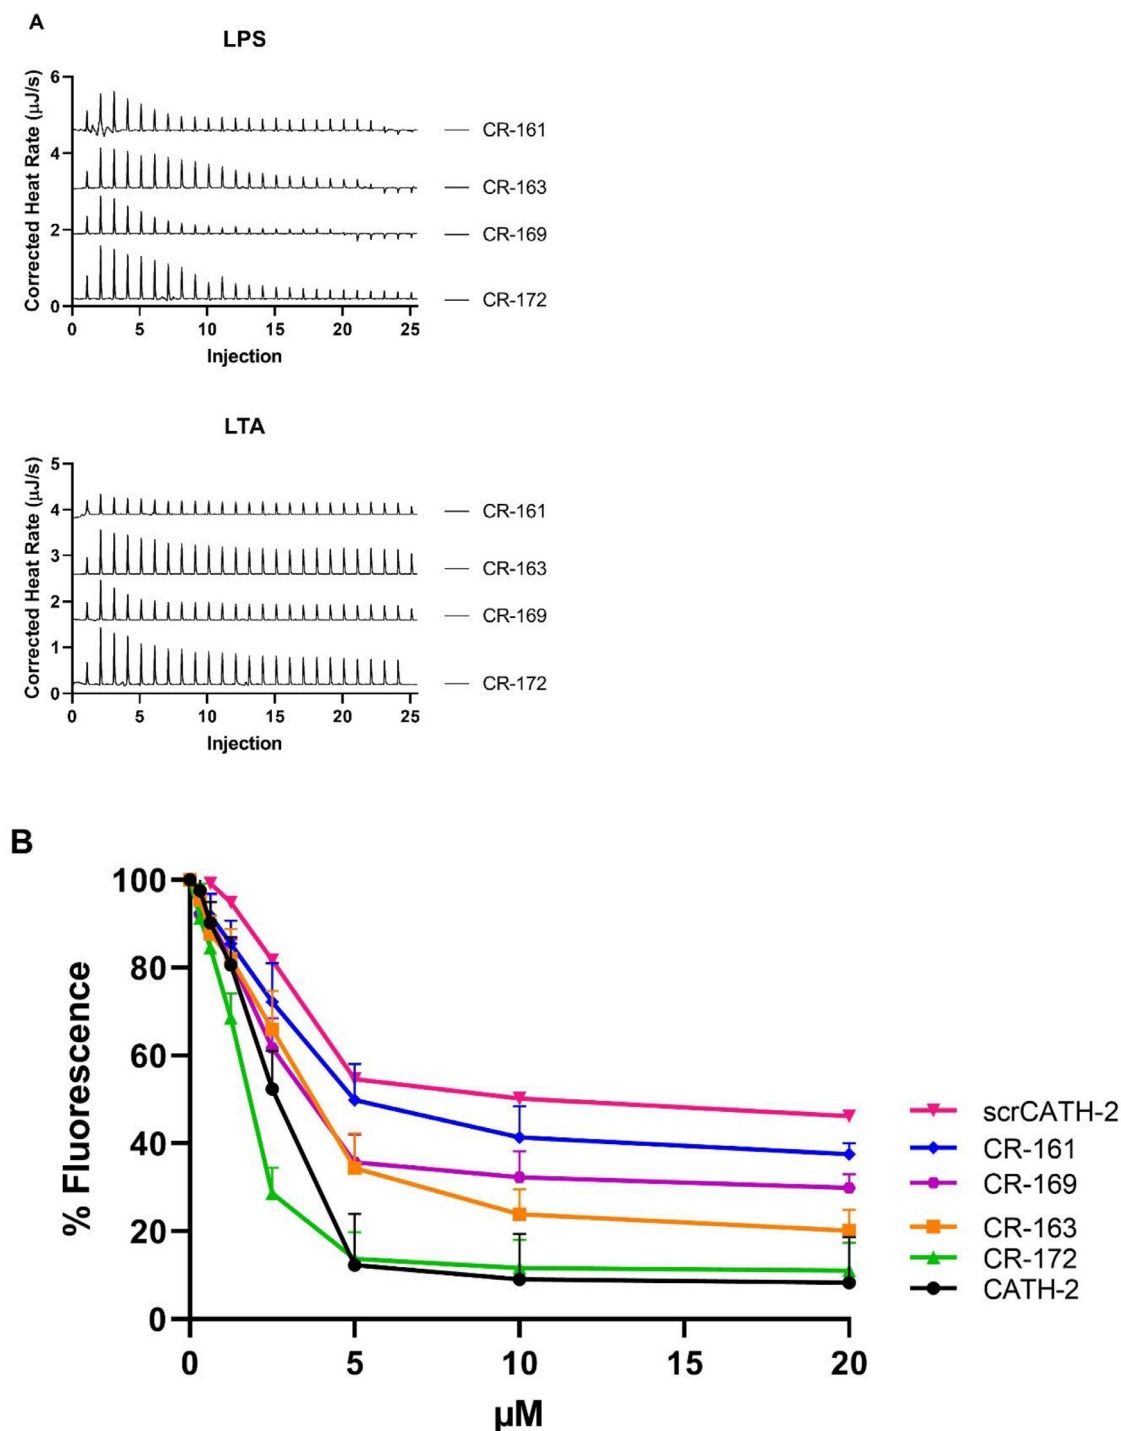 A
LPS
Corrected Heat Rate (µJ/s)
6
4
2
0
CR-161
CR-163
CR-169
CR-172
0 5 10 15 20 25
Injection
LTA
Corrected Heat Rate (µJ/s)
5
4
3
2
1
0
CR-161
CR-163
CR-169
CR-172
0 5 10 15 20 25
Injection
B
% Fluorescence
100
80
60
40
20
0
0 5 10 15 20
µM
scrCATH-2
CR-161
CR-169
CR-163
CR-172
CATH-2